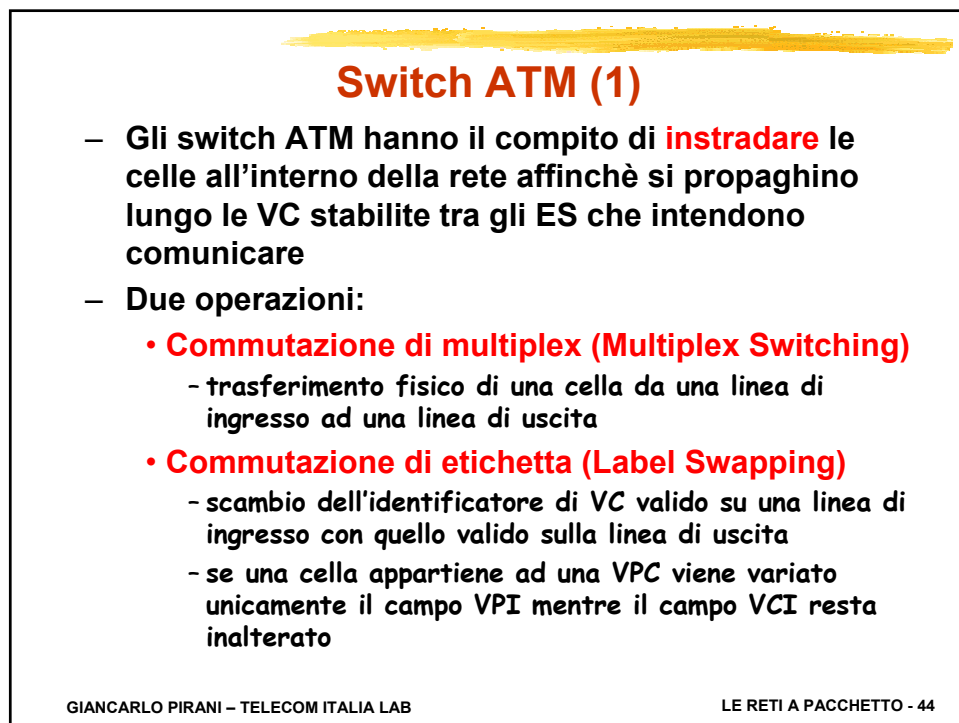 Switch ATM (1)
– Gli switch ATM hanno il compito di instradare le
celle all'interno della rete affinchè si propaghino
lungo le VC stabilite tra gli ES che intendono
comunicare
– Due operazioni:
• Commutazione di multiplex (Multiplex Switching)
– trasferimento fisico di una cella da una linea di
ingresso ad una linea di uscita
• Commutazione di etichetta (Label Swapping)
– scambio dell'identificatore di VC valido su una linea di
ingresso con quello valido sulla linea di uscita
– se una cella appartiene ad una VPC viene variato
unicamente il campo VPI mentre il campo VCI resta
inalterato
GIANCARLO PIRANI – TELECOM ITALIA LAB
LE RETI A PACCHETTO - 44